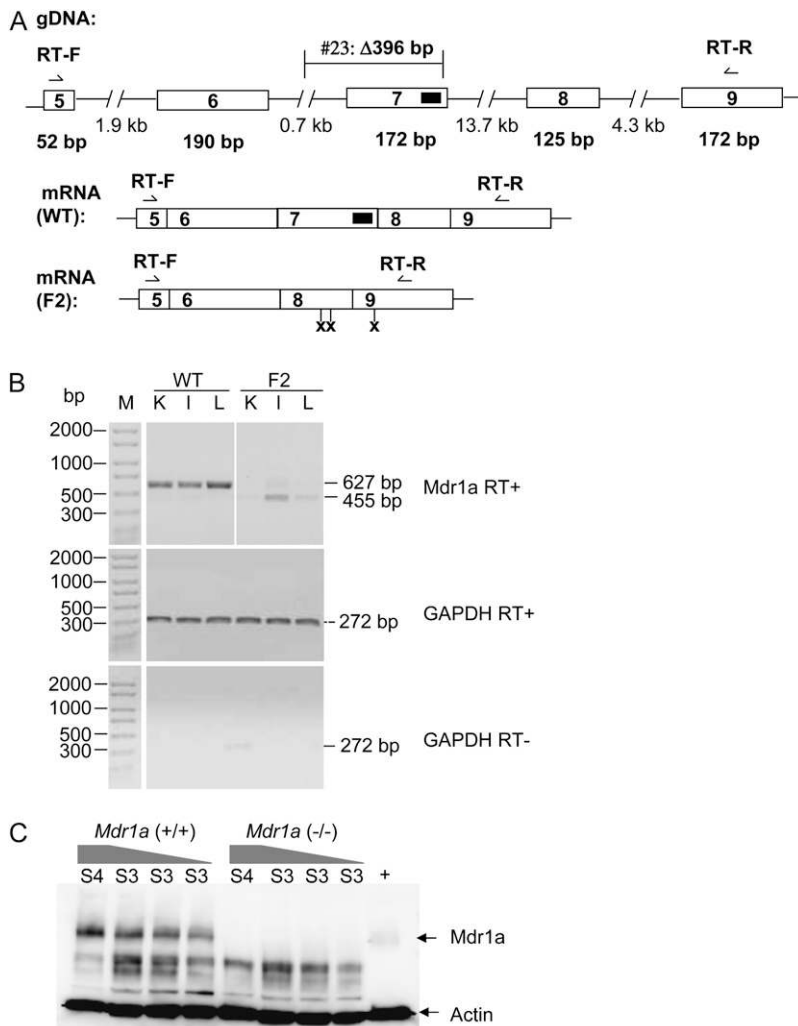 A gDNA:
#23: Δ396 bp
RT-F RT-R
5 6 7 8 9
1.9 kb 0.7 kb 13.7 kb 4.3 kb
52 bp 190 bp 172 bp 125 bp 172 bp
mRNA (WT):
RT-F RT-R
5 6 7 8 9
mRNA (F2):
RT-F RT-R
5 6 8 9
xx x
B
WT F2
bp M K I L K I L
2000
1000
500
300
627 bp
455 bp
Mdr1a RT+
2000
1000
500
300
272 bp
GAPDH RT+
2000
1000
500
300
272 bp
GAPDH RT-
C
Mdr1a (+/+) Mdr1a (-/-)
S4 S3 S3 S3 S4 S3 S3 S3 +
Mdr1a
Actin